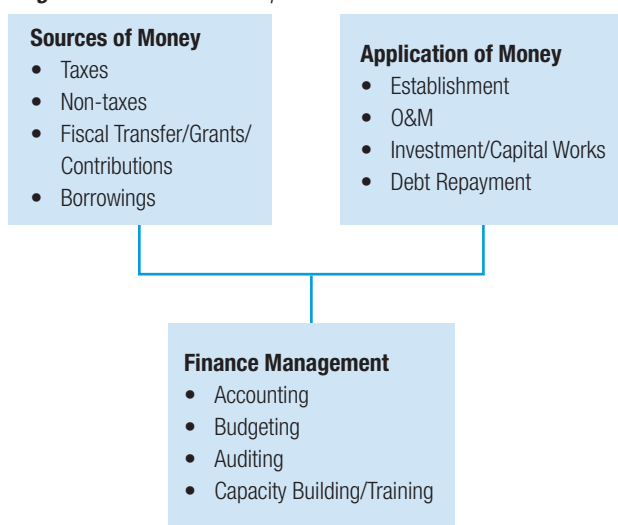 Sources of Money
• Taxes
• Non-taxes
• Fiscal Transfer/Grants/
Contributions
• Borrowings
Application of Money
• Establishment
• O&M
• Investment/Capital Works
• Debt Repayment
Finance Management
• Accounting
• Budgeting
• Auditing
• Capacity Building/Training